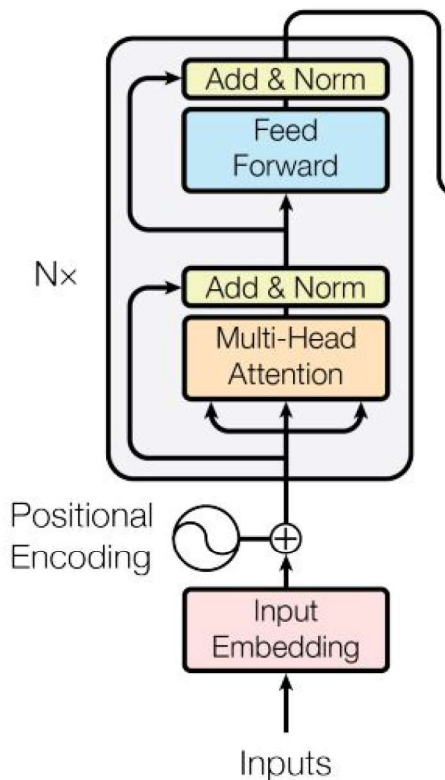 Add & Norm
Feed
Forward
Nx
Add & Norm
Multi-Head
Attention
Positional
Encoding
Input
Embedding
Inputs